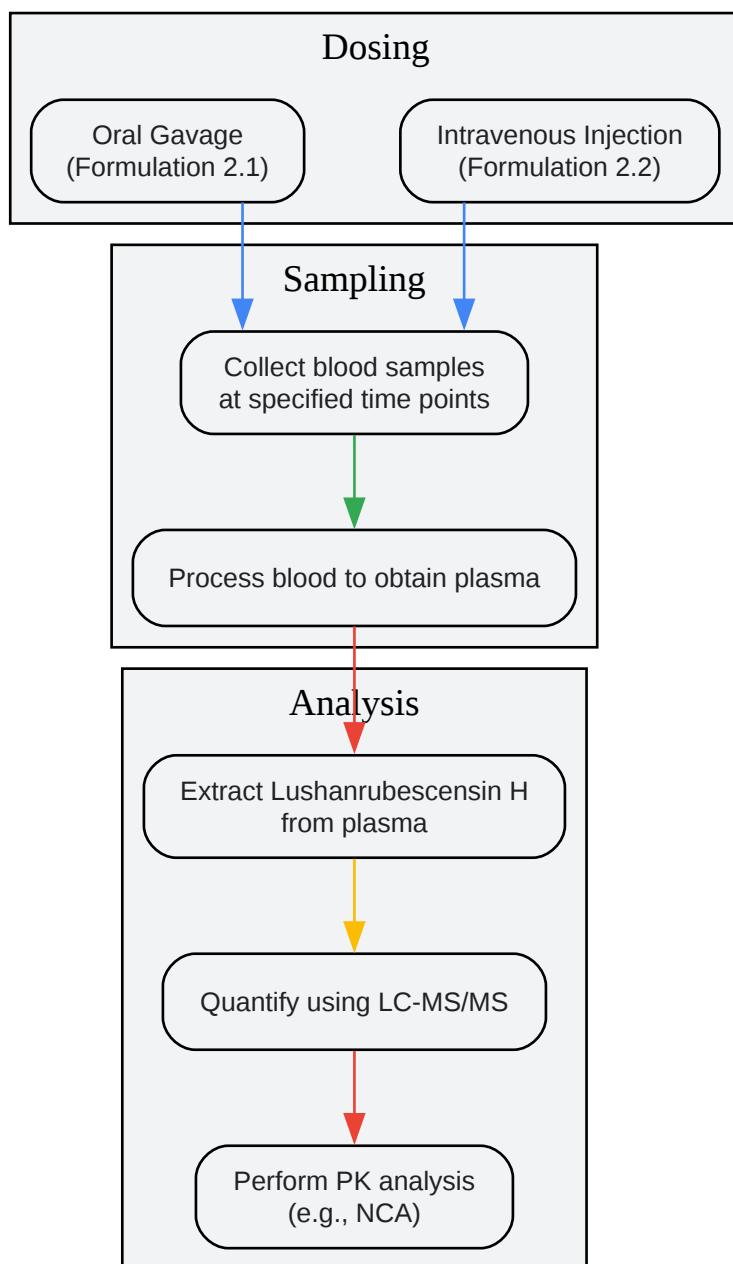 Dosing
Oral Gavage
(Formulation 2.1)
Intravenous Injection
(Formulation 2.2)
Sampling
Collect blood samples
at specified time points
Process blood to obtain plasma
Analysis
Extract Lushanrubescensin H
from plasma
Quantify using LC-MS/MS
Perform PK analysis
(e.g., NCA)